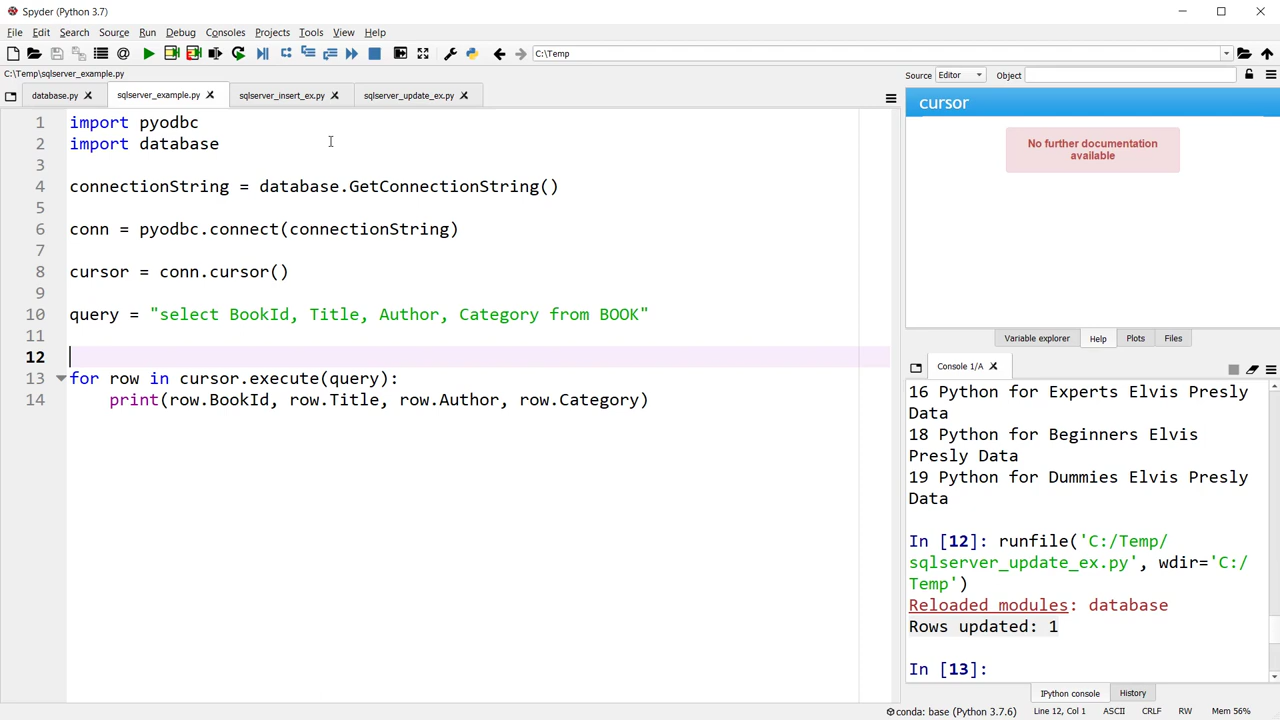 Spyder (Python 3.7)
File Edit Search Source Run Debug Consoles Projects Tools View Help
C:\Temp
C:\Temp\sqlserver_example.py
Source Editor Object
database.py sqlserver_example.py sqlserver_insert_ex.py sqlserver_update_ex.py
cursor
No further documentation
available
1 import pyodbc
2 import database
3
4 connectionString = database.GetConnectionString()
5
6 conn = pyodbc.connect(connectionString)
7
8 cursor = conn.cursor()
9
10 query = "select BookId, Title, Author, Category from BOOK"
11
12
13 for row in cursor.execute(query):
14 print(row.BookId, row.Title, row.Author, row.Category)
Variable explorer Help Plots Files
Console 1/A
16 Python for Experts Elvis Presly
Data
18 Python for Beginners Elvis
Presly Data
19 Python for Dummies Elvis Presly
Data
In [12]: runfile('C:/Temp/
sqlserver_update_ex.py', wdir='C:/
Temp')
Reloaded modules: database
Rows updated: 1
In [13]:
IPython console History
conda: base (Python 3.7.6) Line 12, Col 1 ASCII CRLF RW Mem 56%